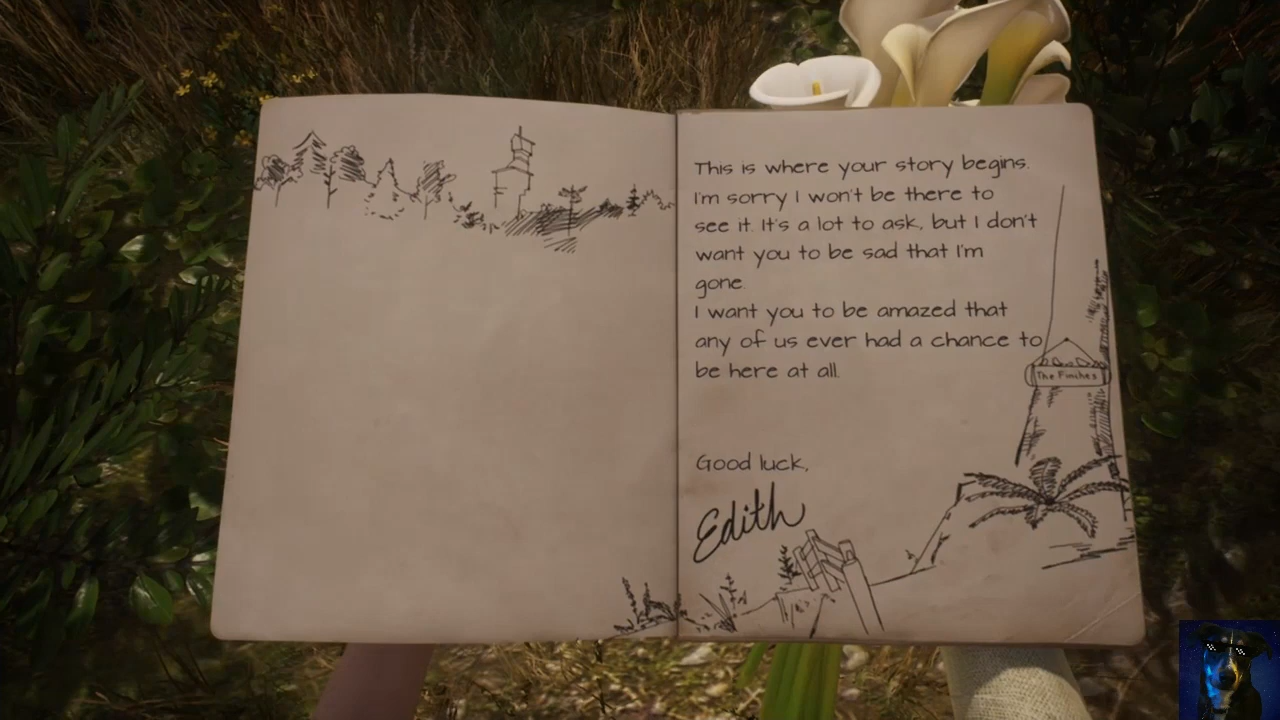 This is where your story begins.
I'm sorry I won't be there to
see it. It's a lot to ask, but I don't
want you to be sad that I'm
gone.
I want you to be amazed that
any of us ever had a chance to
be here at all.
The Finches
Good luck,
Edith